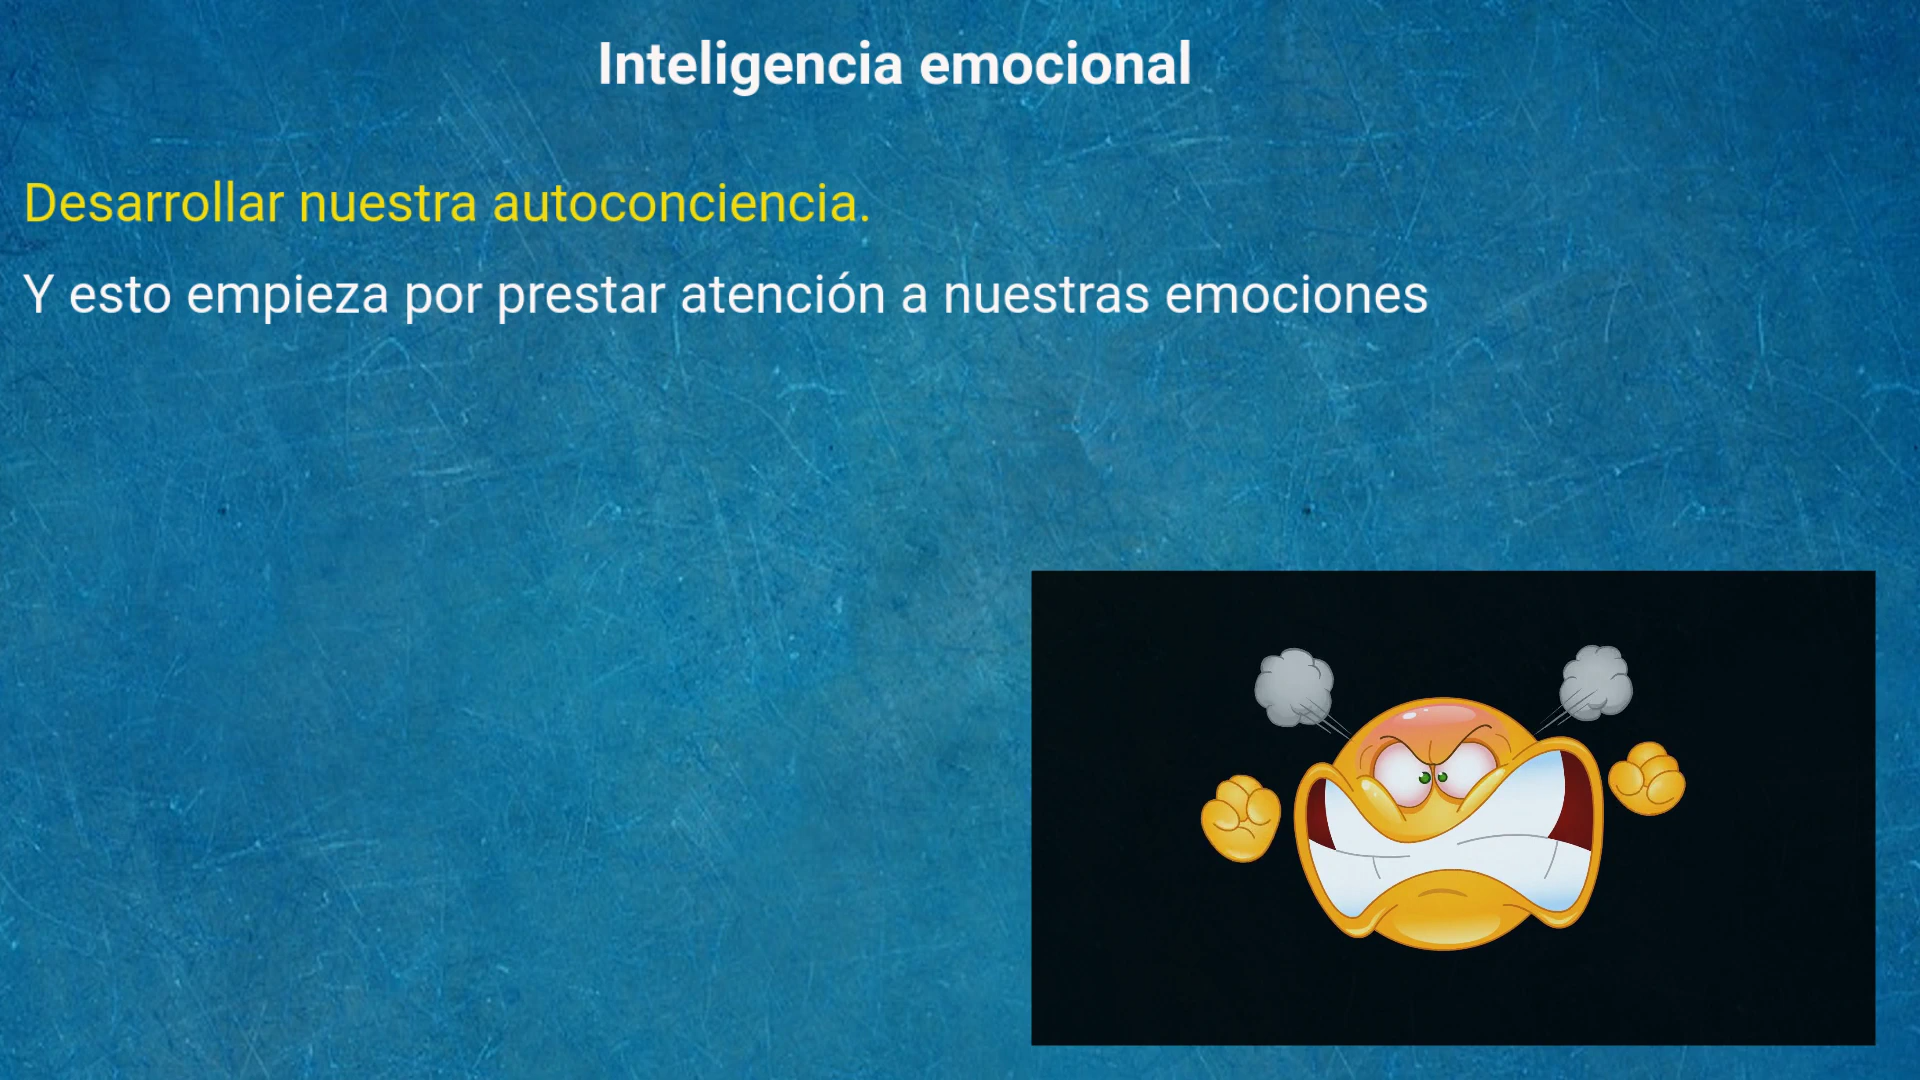 Inteligencia emocional
Desarrollar nuestra autoconciencia.
Y esto empieza por prestar atención a nuestras emociones